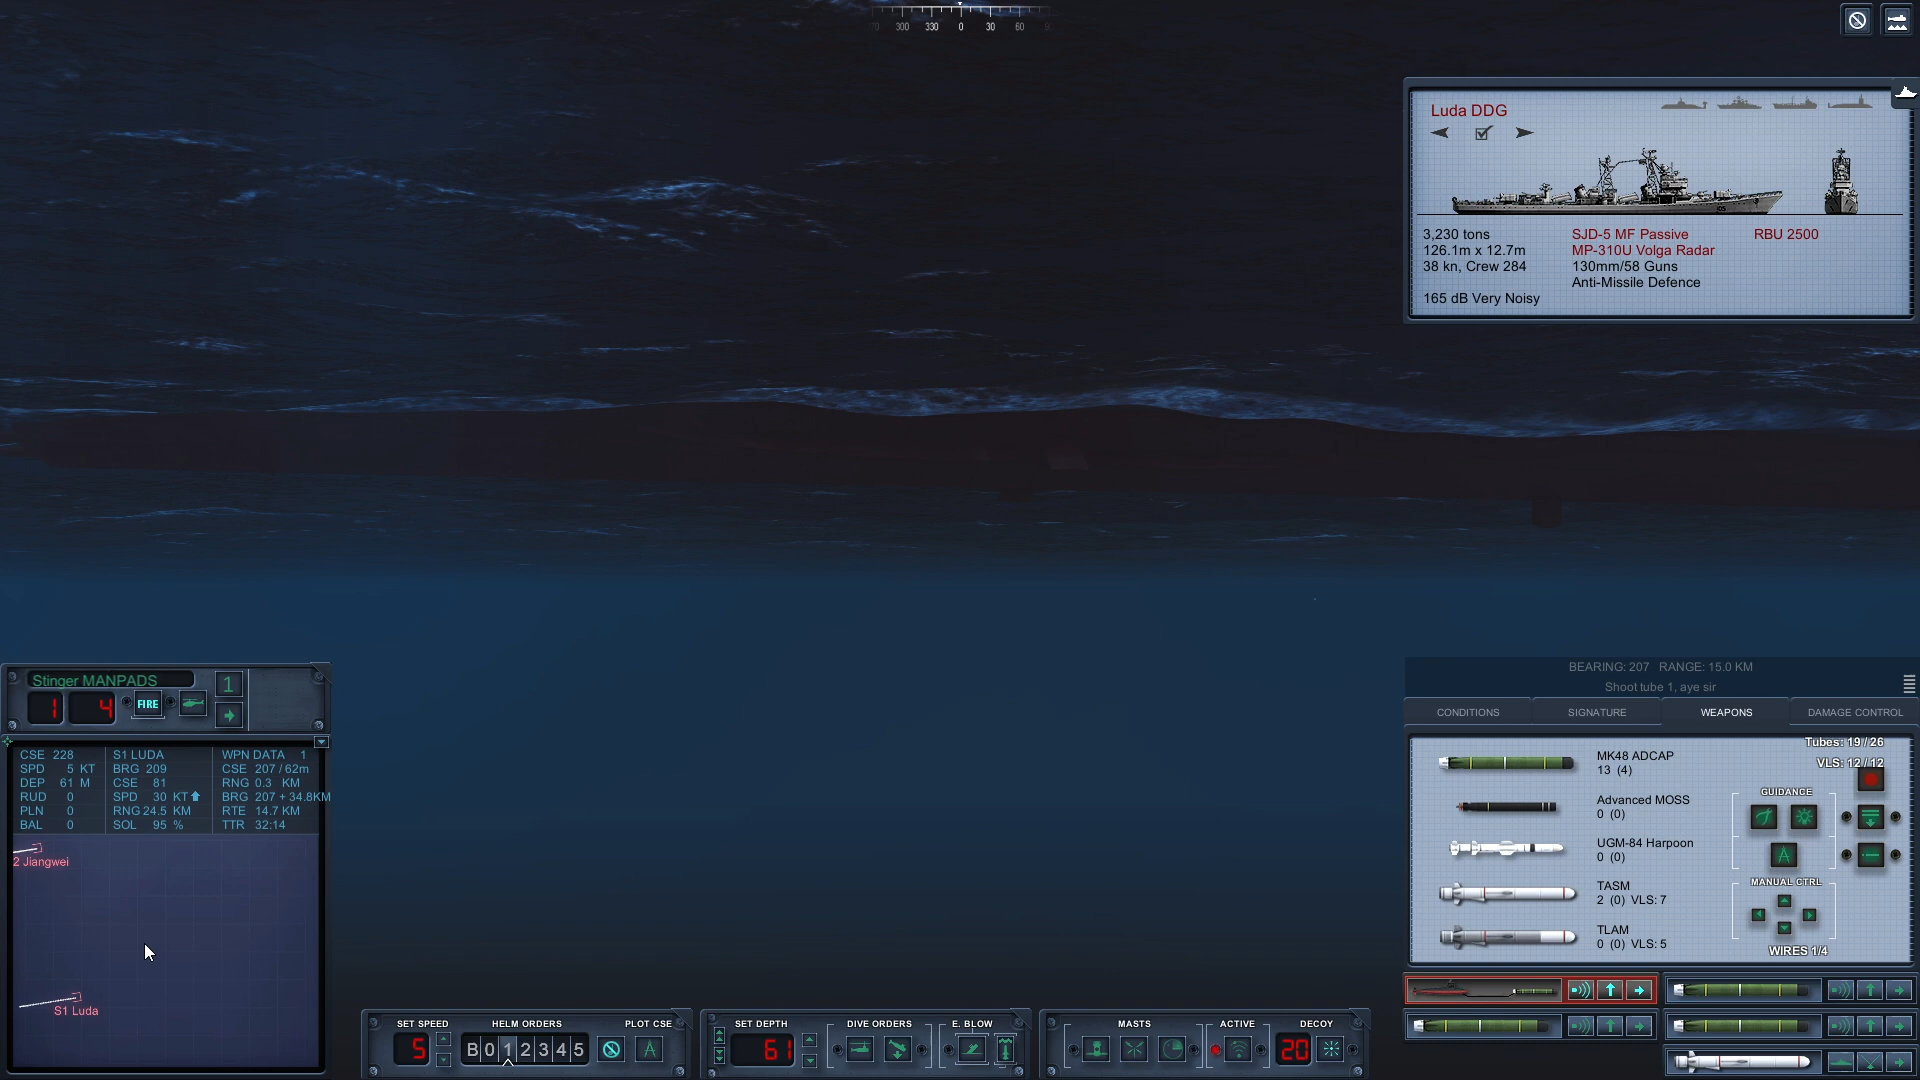 300 330 0 30 60
Luda DDG
3,230 tons SJD-5 MF Passive RBU 2500
126.1m x 12.7m MP-310U Volga Radar
38 kn, Crew 284 130mm/58 Guns
Anti-Missile Defence
165 dB Very Noisy
Stinger MANPADS 1
1 4 FIRE
CSE 228 S1 LUDA WPN DATA 1
SPD 5 KT BRG 209 CSE 207 / 62m
DEP 61 M CSE 81 RNG 0.3 KM
RUD 0 SPD 30 KT BRG 207 + 34.8KM
PLN 0 RNG 24.5 KM RTE 14.7 KM
BAL 0 SOL 95 % TTR 32:14
2 Jiangwei
S1 Luda
SET SPEED HELM ORDERS PLOT CSE
5 B 0 1 2 3 4 5
SET DEPTH DIVE ORDERS E. BLOW
61
MASTS ACTIVE DECOY
20
BEARING: 207 RANGE: 15.0 KM
Shoot tube 1, aye sir
CONDITIONS SIGNATURE WEAPONS DAMAGE CONTROL
Tubes: 19 / 26
VLS: 12 / 12
MK48 ADCAP
13 (4)
Advanced MOSS
0 (0)
UGM-84 Harpoon
0 (0)
TASM
2 (0) VLS: 7
TLAM
0 (0) VLS: 5
GUIDANCE
MANUAL CTRL
WIRES 1/4